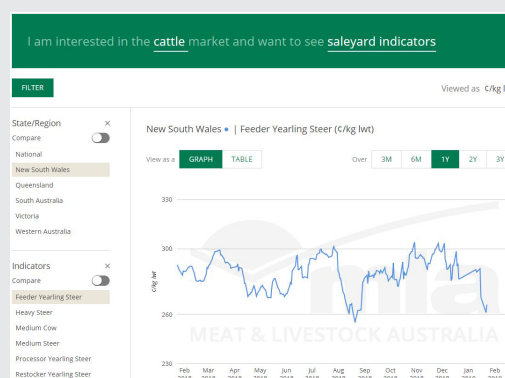 I am interested in the cattle market and want to see saleyard indicators
FILTER
Viewed as ¢/kg
State/Region ×
Compare
National
New South Wales
Queensland
South Australia
Victoria
Western Australia
Indicators ×
Compare
Feeder Yearling Steer
Heavy Steer
Medium Cow
Medium Steer
Processor Yearling Steer
Restocker Yearling Steer
New South Wales • | Feeder Yearling Steer (¢/kg lwt)
View as a GRAPH TABLE
Over 3M 6M 1Y 2Y 3Y
330
300
260
230
¢/kg lwt
mla
MEAT & LIVESTOCK AUSTRALIA
Feb Mar Apr May Jun Jul Aug Sep Oct Nov Dec Jan Feb